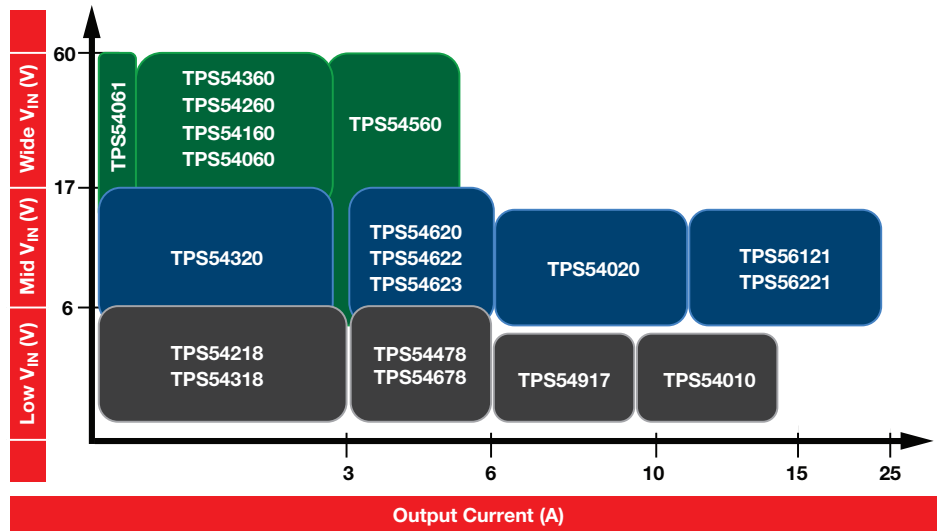 Wide VIN (V)
Mid VIN (V)
Low VIN (V)
60
17
6
TPS54061
TPS54360
TPS54260
TPS54160
TPS54060
TPS54560
TPS54320
TPS54620
TPS54622
TPS54623
TPS54020
TPS56121
TPS56221
TPS54218
TPS54318
TPS54478
TPS54678
TPS54917
TPS54010
3
6
10
15
25
Output Current (A)